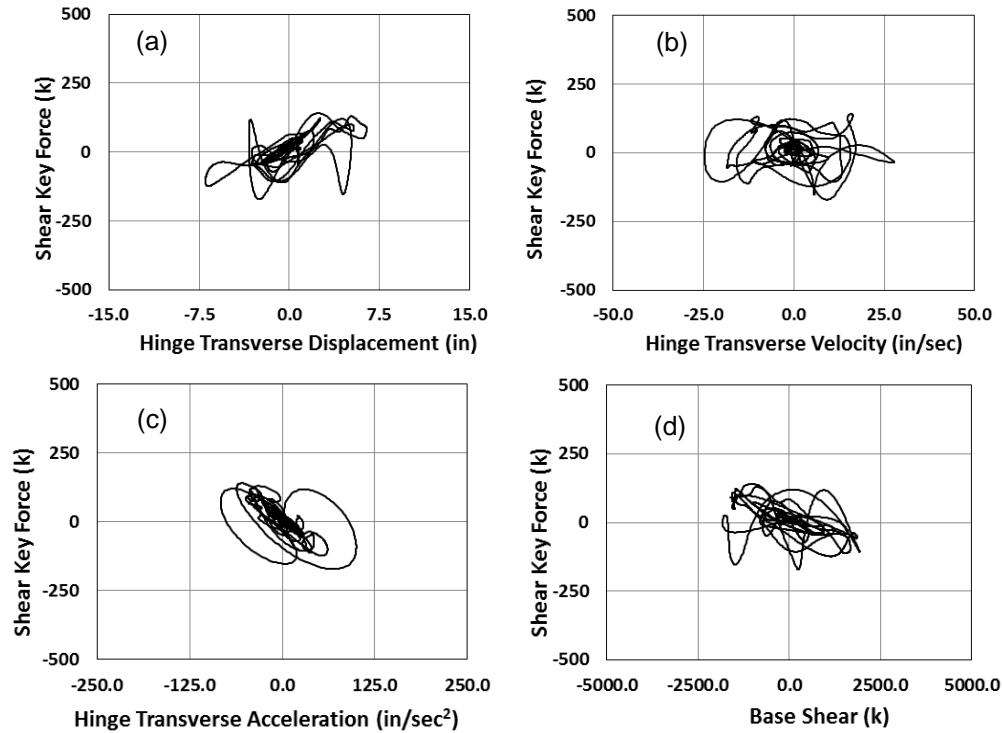 (a)
Shear Key Force (k)
500
250
0
-250
-500
-15.0 -7.5 0.0 7.5 15.0
Hinge Transverse Displacement (in)
(b)
Shear Key Force (k)
500
250
0
-250
-500
-50.0 -25.0 0.0 25.0 50.0
Hinge Transverse Velocity (in/sec)
(c)
Shear Key Force (k)
500
250
0
-250
-500
-250.0 -125.0 0.0 125.0 250.0
Hinge Transverse Acceleration (in/sec²)
(d)
Shear Key Force (k)
500
250
0
-250
-500
-5000.0 -2500.0 0.0 2500.0 5000.0
Base Shear (k)